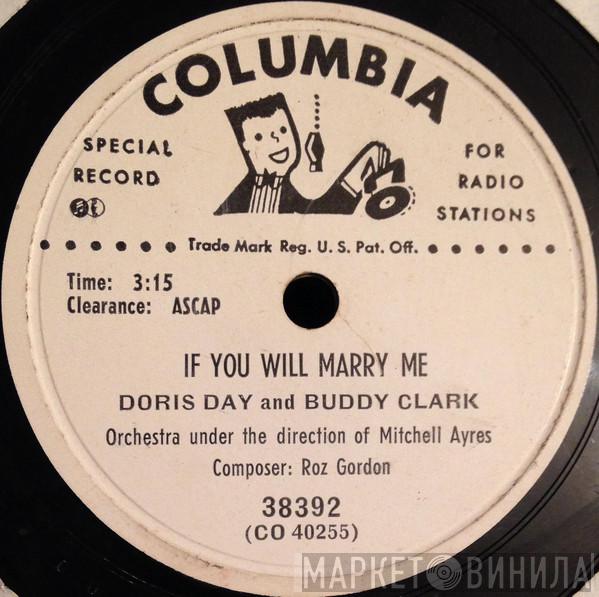 COLUMBIA
SPECIAL RECORD
FOR RADIO STATIONS
Trade Mark Reg. U. S. Pat. Off.
Time: 3:15
Clearance: ASCAP
IF YOU WILL MARRY ME
DORIS DAY and BUDDY CLARK
Orchestra under the direction of Mitchell Ayres
Composer: Roz Gordon
38392
(CO 40255)
МАРКЕТ ВИНИЛА